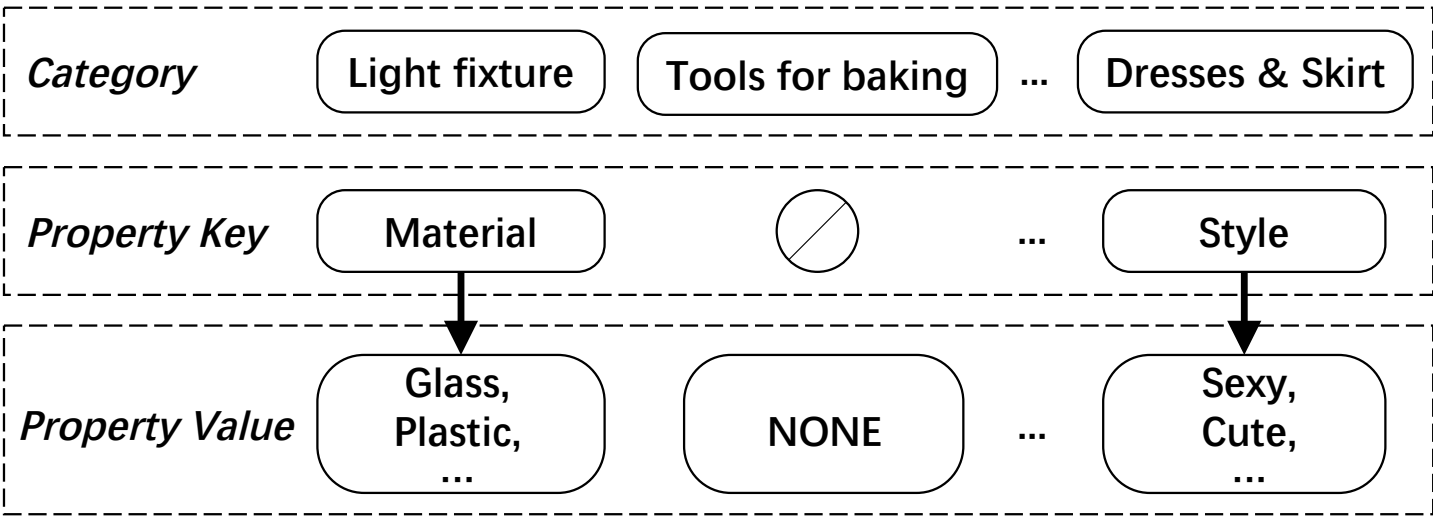 Category
Light fixture
Tools for baking
...
Dresses & Skirt
Property Key
Material
...
Style
Property Value
Glass,
Plastic,
...
NONE
...
Sexy,
Cute,
...